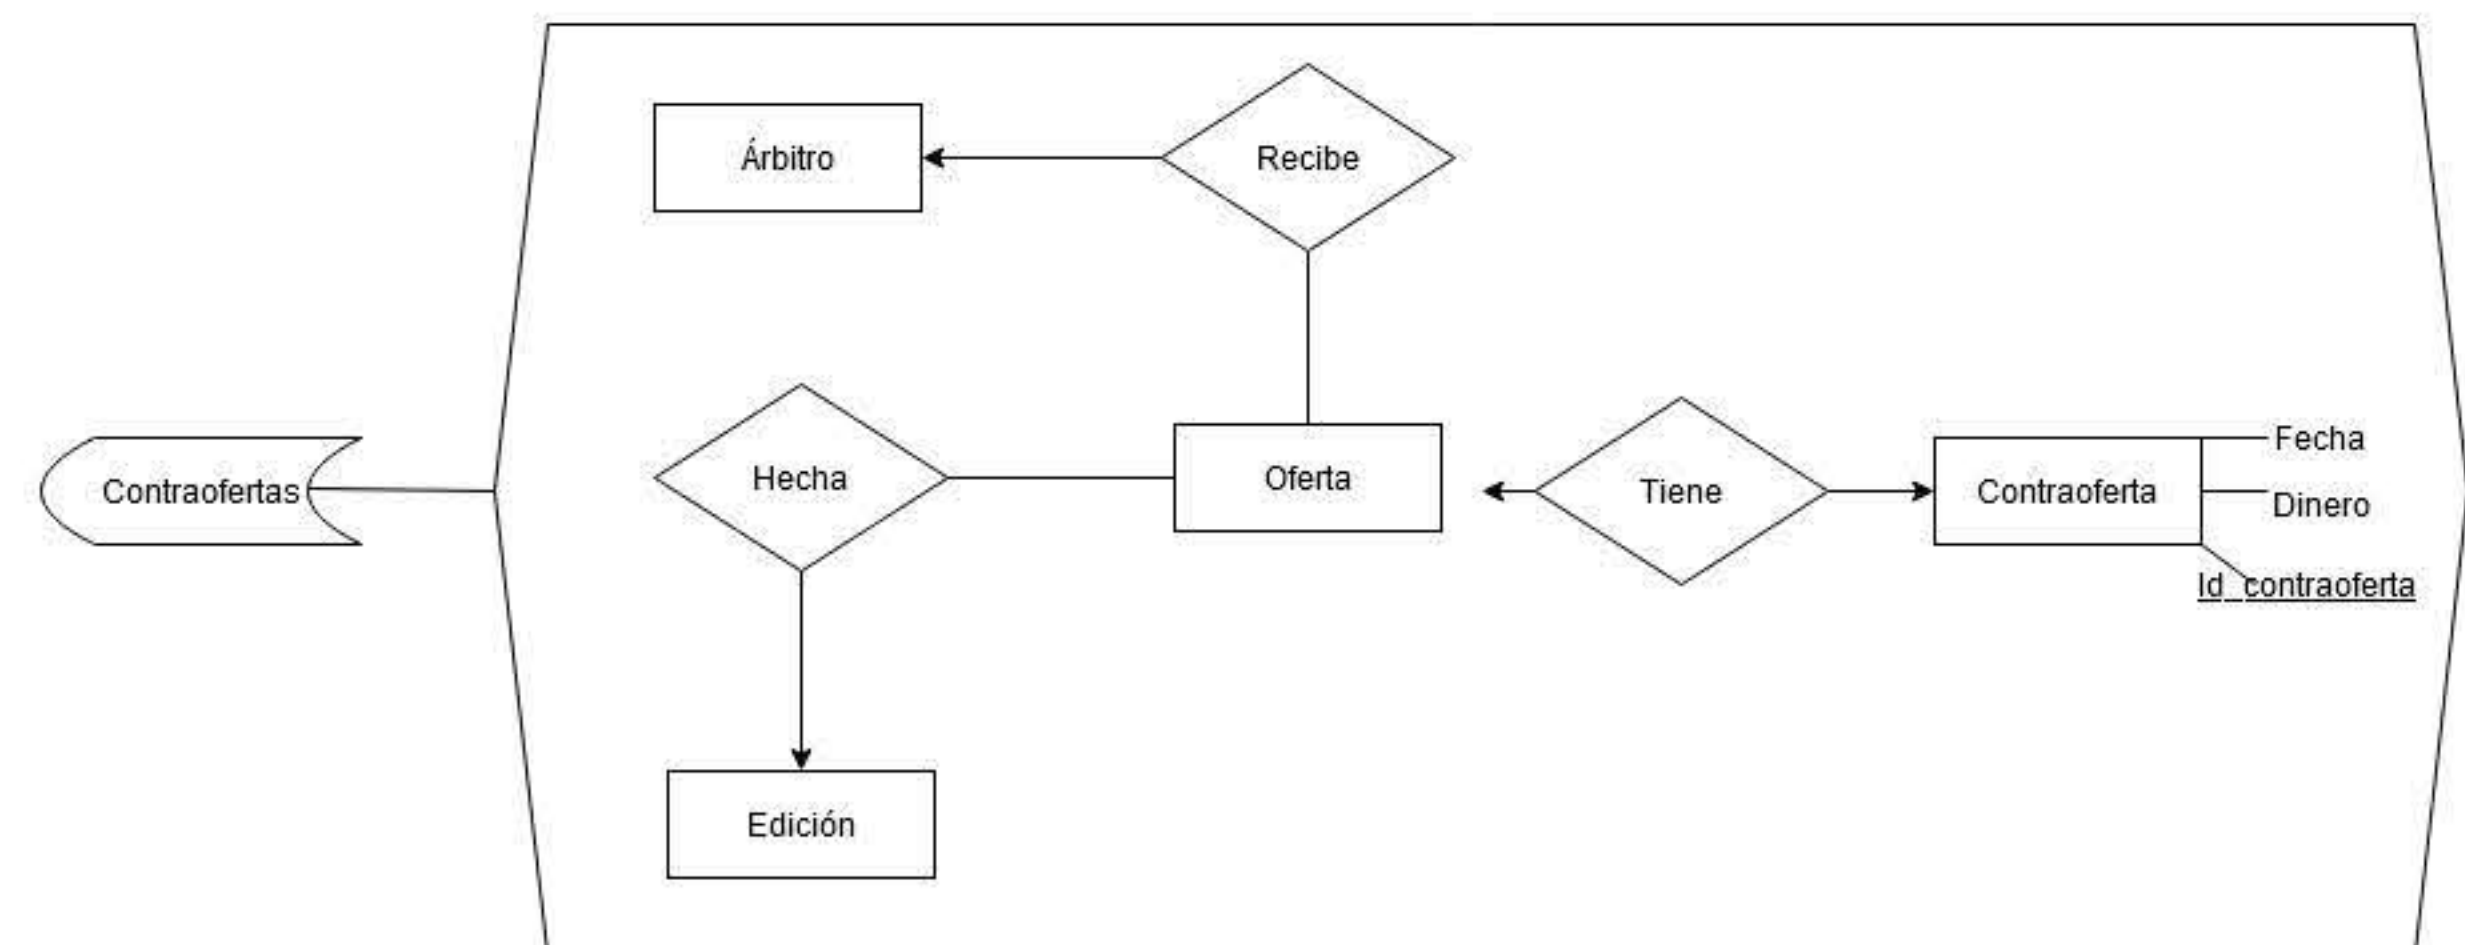 Árbitro
Recibe
Hecha
Oferta
Contraofertas
Tiene
Contraoferta
Fecha
Dinero
Id_contraoferta
Edición